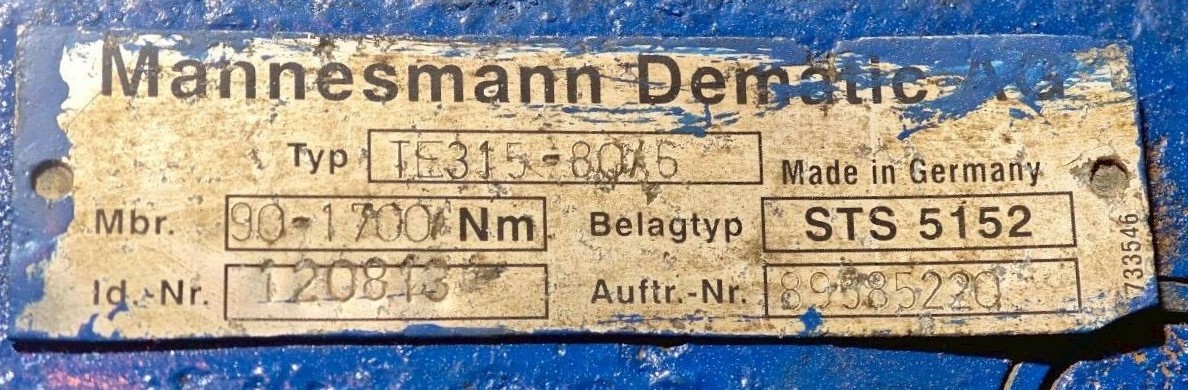 Mannesmann Dematic AG
Typ TE315-80/6
Made in Germany
Mbr. 90-1700 Nm
Belagtyp STS 5152
Id.-Nr. 120813
Auftr.-Nr. 89585220
733546